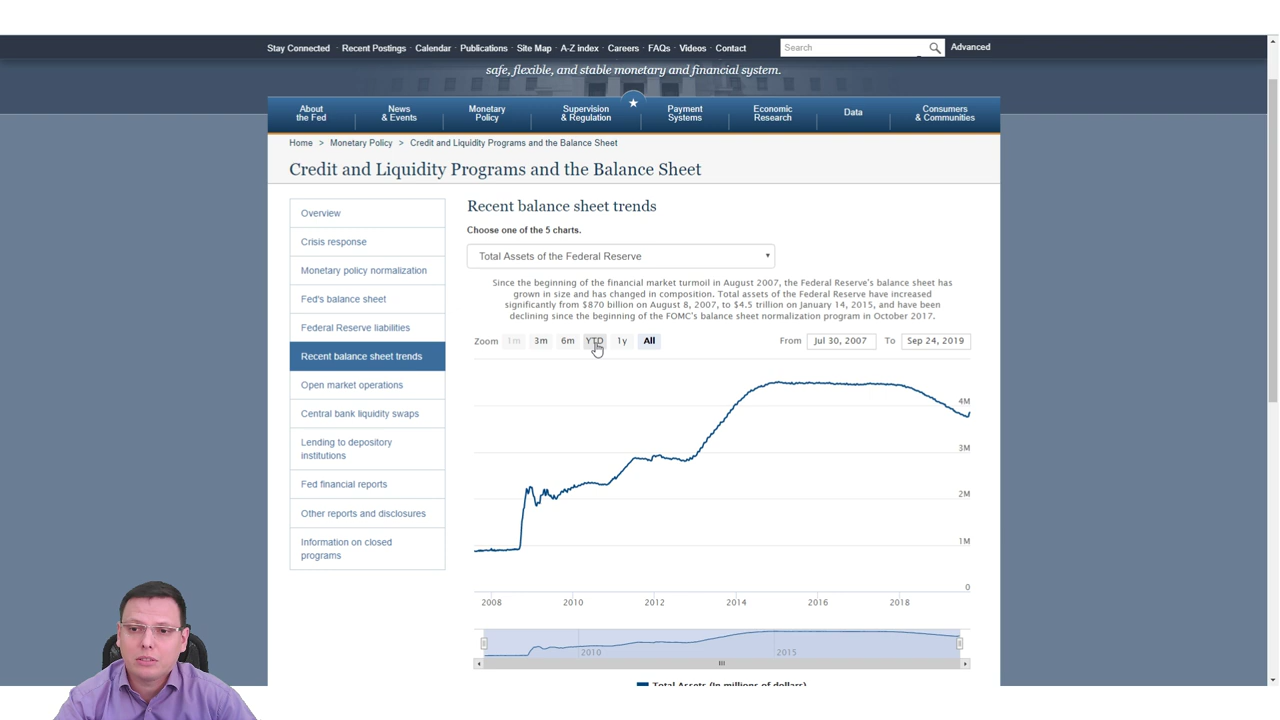 Stay Connected Recent Postings Calendar Publications Site Map A-Z index Careers FAQs Videos Contact Search Advanced
safe, flexible, and stable monetary and financial system.
About the Fed
News & Events
Monetary Policy
Supervision & Regulation
Payment Systems
Economic Research
Data
Consumers & Communities
Home > Monetary Policy > Credit and Liquidity Programs and the Balance Sheet
Credit and Liquidity Programs and the Balance Sheet
Overview
Crisis response
Monetary policy normalization
Fed's balance sheet
Federal Reserve liabilities
Recent balance sheet trends
Open market operations
Central bank liquidity swaps
Lending to depository
institutions
Fed financial reports
Other reports and disclosures
Information on closed
programs
Recent balance sheet trends
Choose one of the 5 charts.
Total Assets of the Federal Reserve
Since the beginning of the financial market turmoil in August 2007, the Federal Reserve's balance sheet has
grown in size and has changed in composition. Total assets of the Federal Reserve have increased
significantly from $870 billion on August 8, 2007, to $4.5 trillion on January 14, 2015, and have been
declining since the beginning of the FOMC's balance sheet normalization program in October 2017.
Zoom 1m 3m 6m YTD 1y All From Jul 30, 2007 To Sep 24, 2019
4M
3M
2M
1M
0
2008 2010 2012 2014 2016 2018
2010 2015
Total Assets (In millions of dollars)